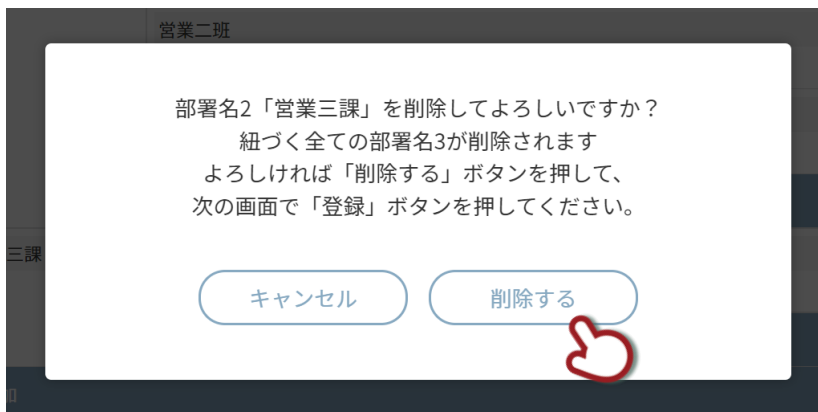 営業二班
部署名2「営業三課」を削除してよろしいですか？
紐づく全ての部署名3が削除されます
よろしければ「削除する」ボタンを押して、
次の画面で「登録」ボタンを押してください。
三課
キャンセル
削除する